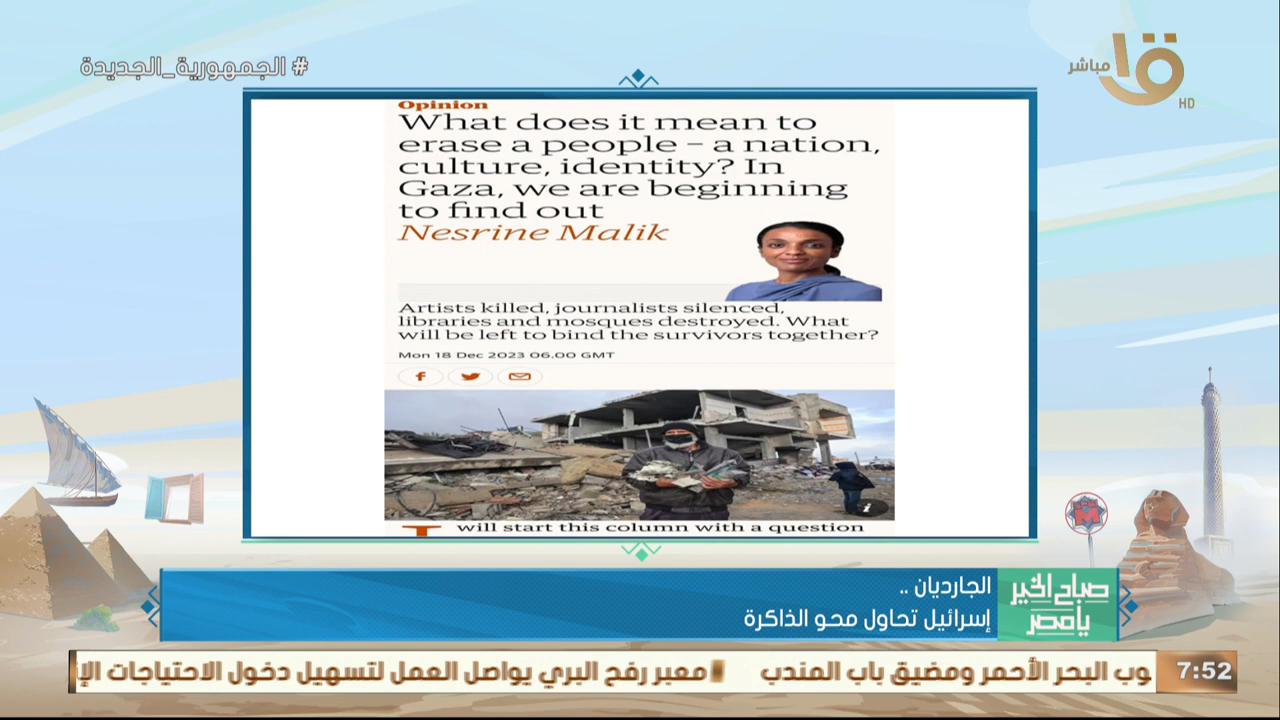 # الجمهورية_الجديدة
مباشر
HD
Opinion
What does it mean to
erase a people – a nation,
culture, identity? In
Gaza, we are beginning
to find out
Nesrine Malik
Artists killed, journalists silenced,
libraries and mosques destroyed. What
will be left to bind the survivors together?
Mon 18 Dec 2023 06.00 GMT
will start this column with a question
M
صباح الخير
يا مصر
الجارديان ..
إسرائيل تحاول محو الذاكرة
7:52
وب البحر الأحمر ومضيق باب المندب
معبر رفح البري يواصل العمل لتسهيل دخول الاحتياجات الإ